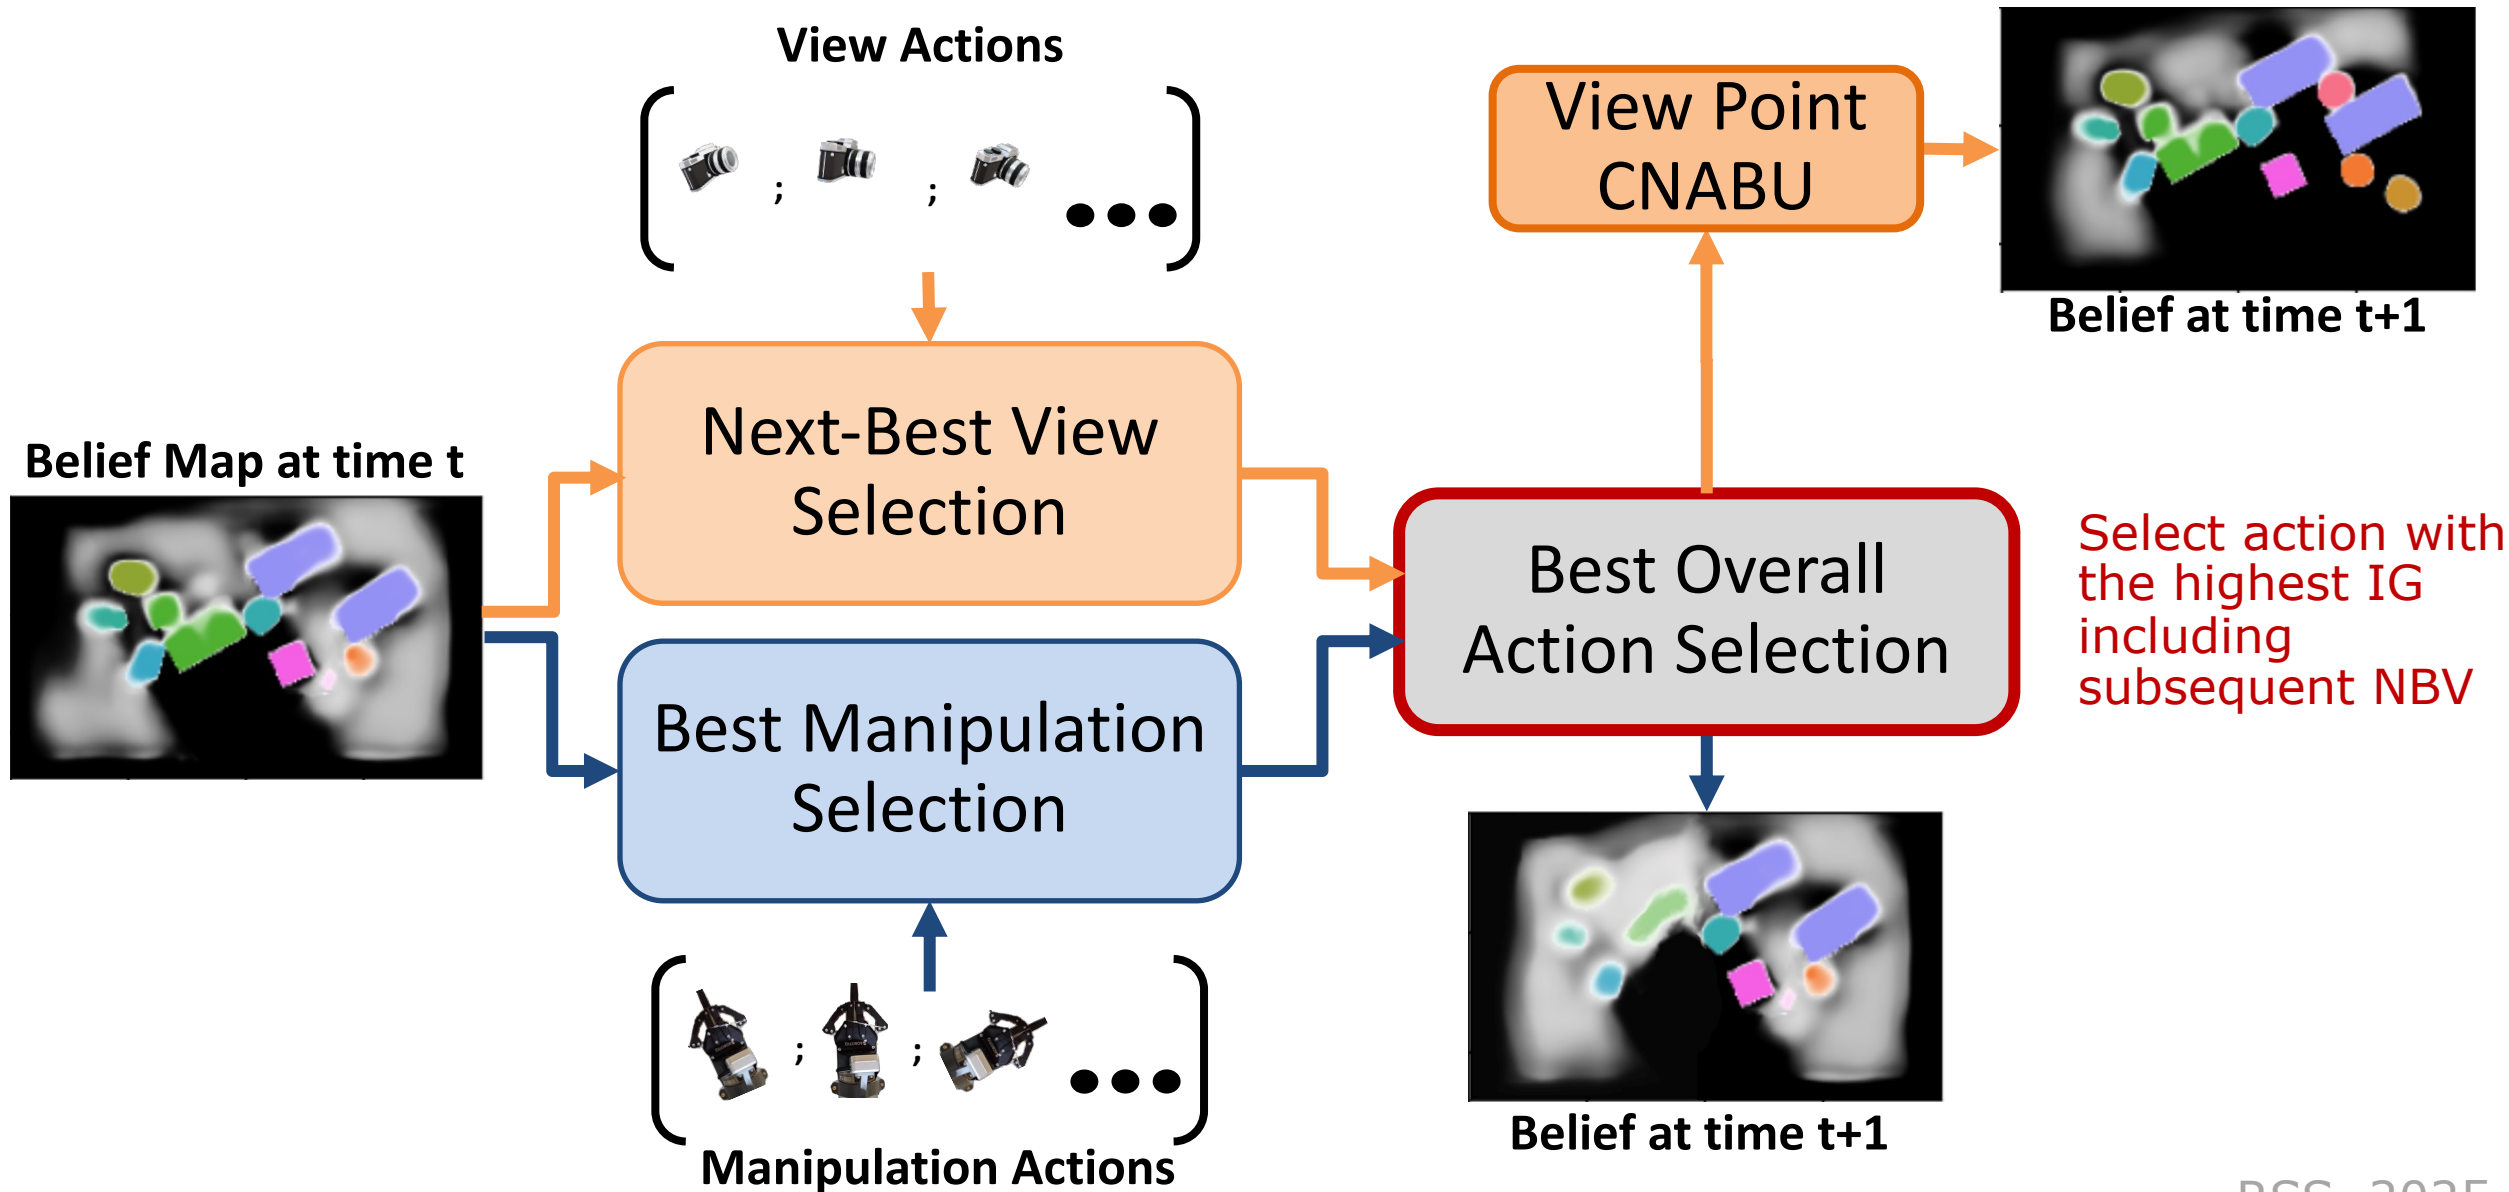 View Actions
; ; 
View Point
CNABU
Belief at time t+1
Next-Best View
Selection
Belief Map at time t
Best Overall
Action Selection
Select action with
the highest IG
including
subsequent NBV
Best Manipulation
Selection
; ;
Belief at time t+1
Manipulation Actions